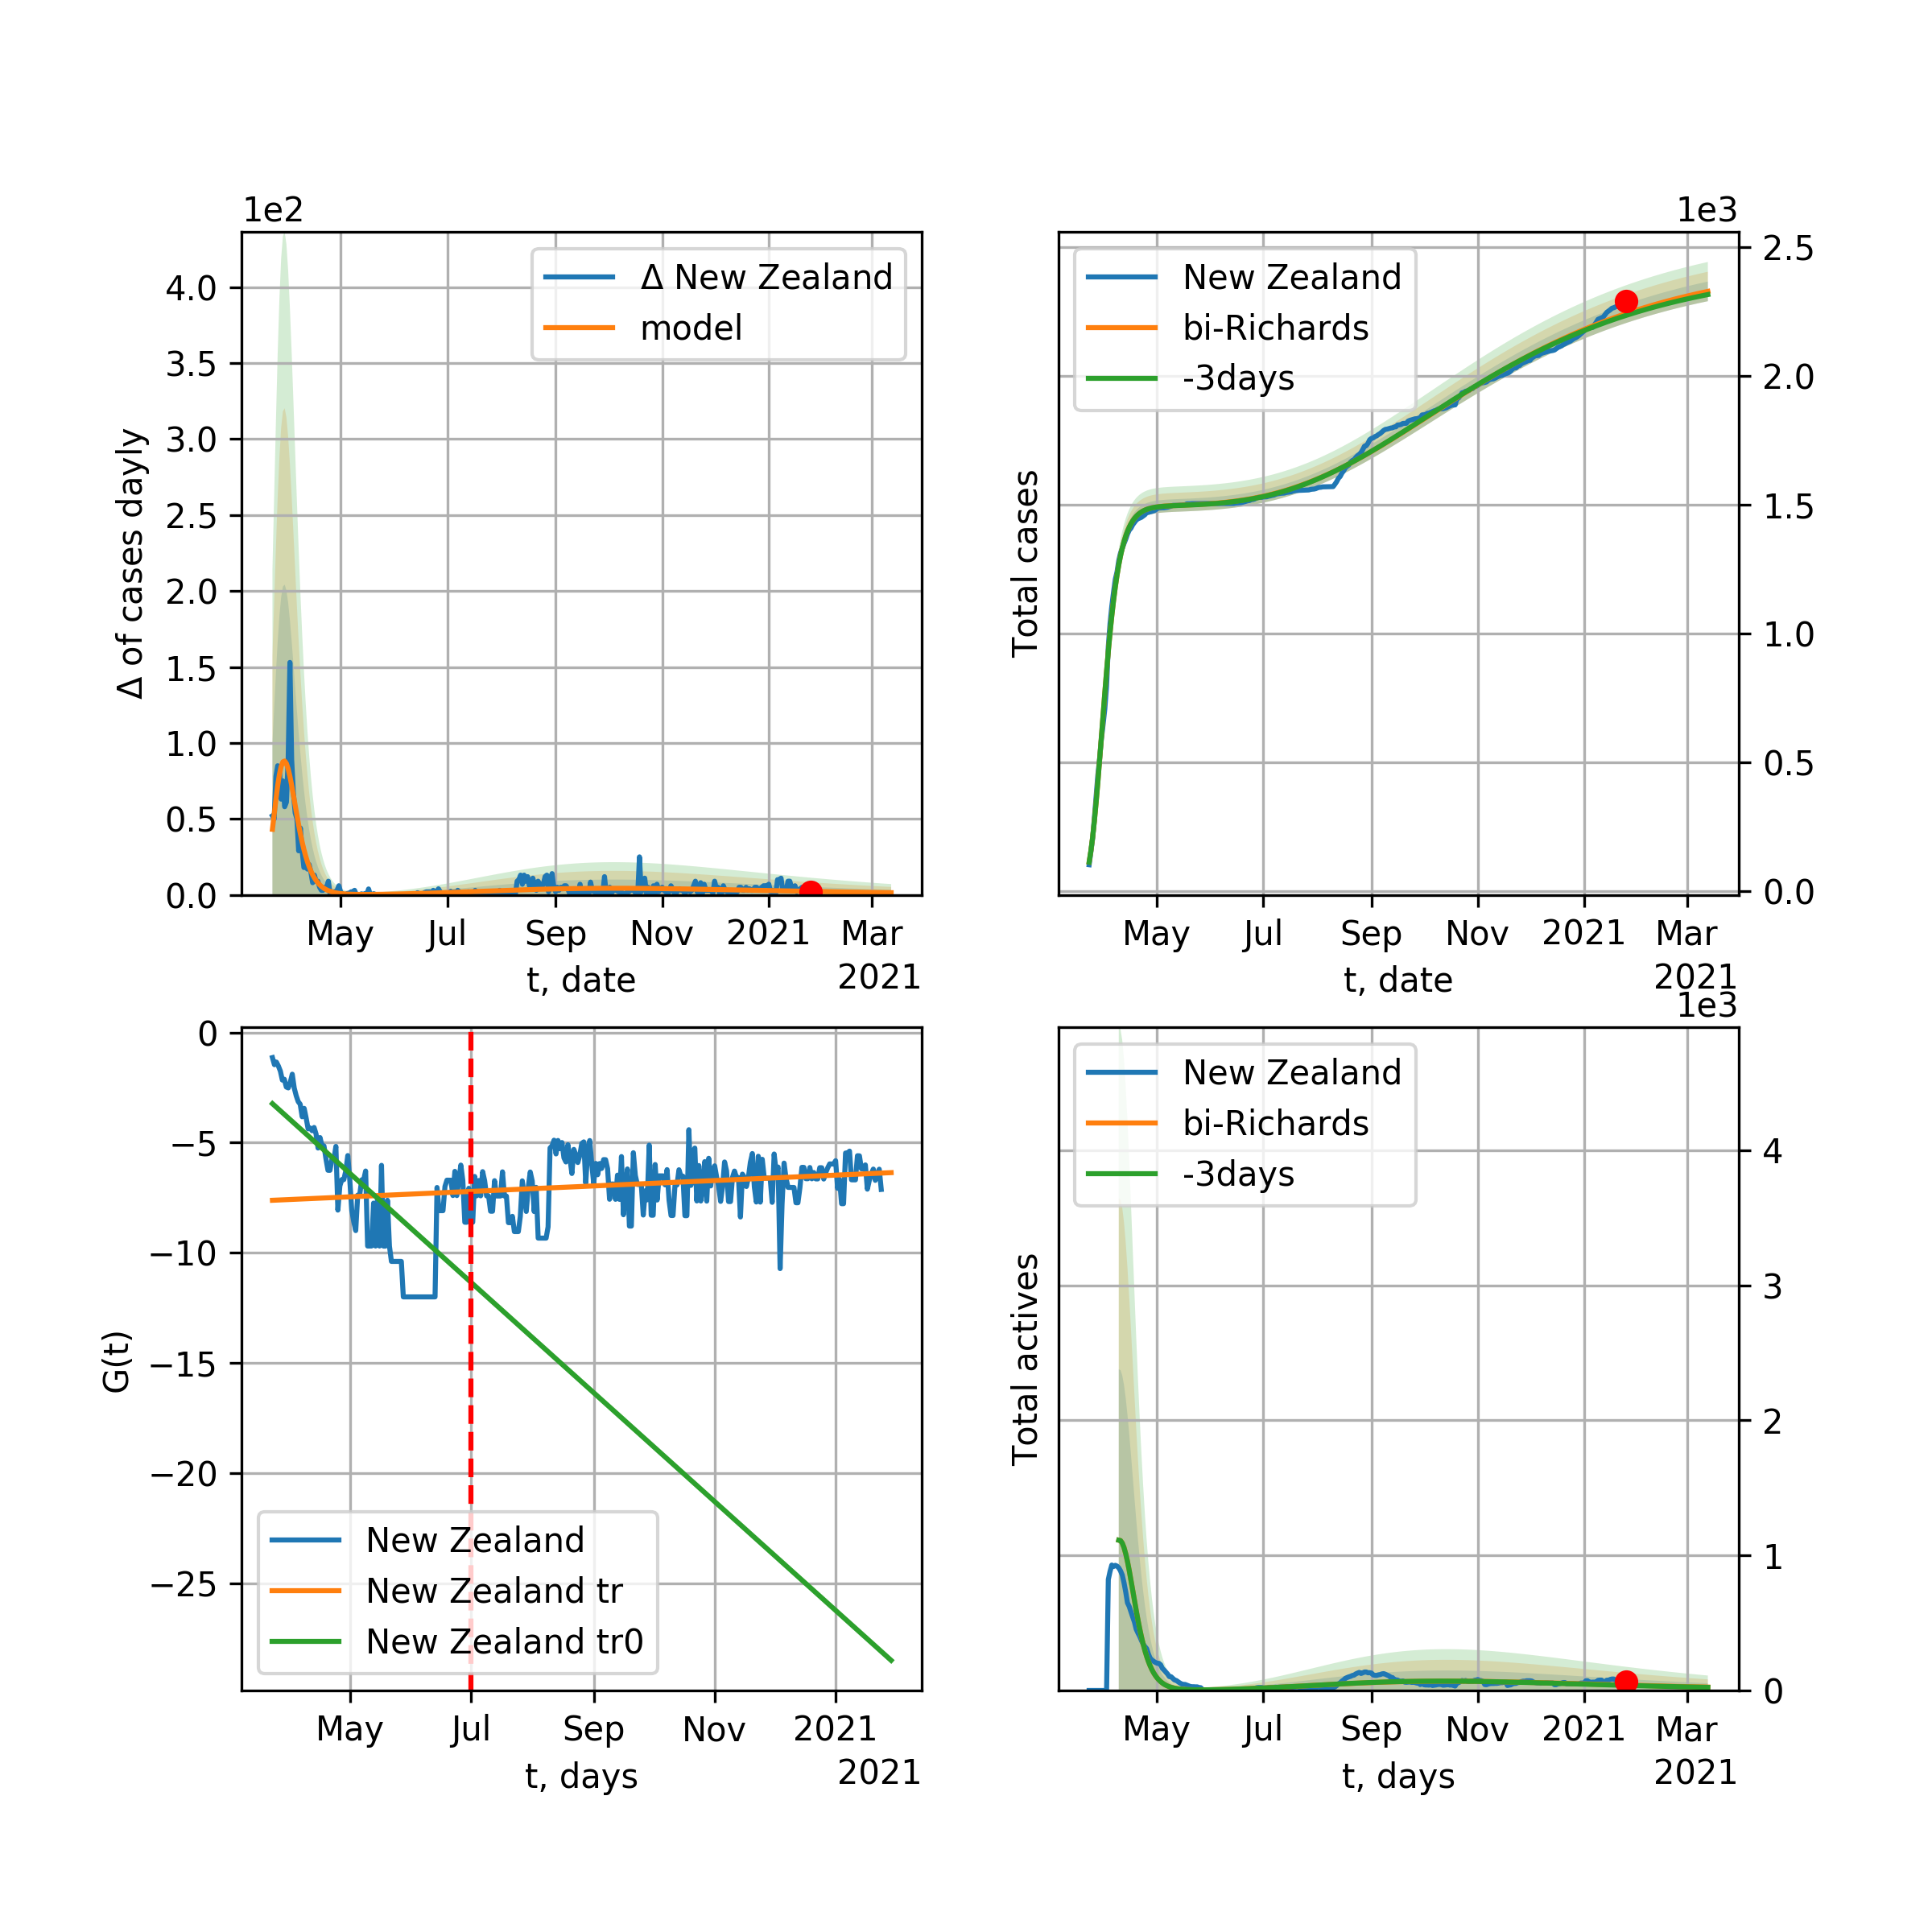 1e2
Δ of cases dayly
4.0
3.5
3.0
2.5
2.0
1.5
1.0
0.5
0.0
Δ New Zealand
model
May Jul Sep Nov 2021 Mar
t, date
2021
1e3
Total cases
New Zealand
bi-Richards
-3days
2.5
2.0
1.5
1.0
0.5
0.0
May Jul Sep Nov 2021 Mar
t, date
2021
G(t)
0
−5
−10
−15
−20
−25
New Zealand
New Zealand tr
New Zealand tr0
May Jul Sep Nov 2021
t, days
2021
1e3
Total actives
New Zealand
bi-Richards
-3days
4
3
2
1
0
May Jul Sep Nov 2021 Mar
t, days
2021